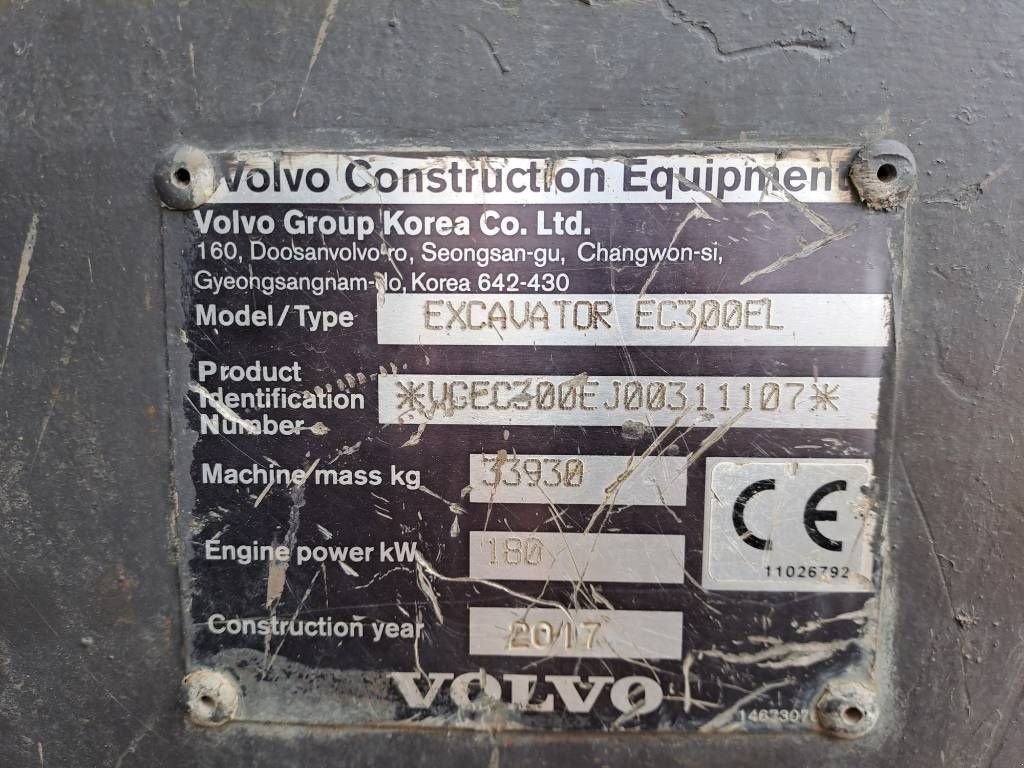 Volvo Construction Equipment
Volvo Group Korea Co. Ltd.
160, Doosanvolvo-ro, Seongsan-gu, Changwon-si,
Gyeongsangnam-do, Korea 642-430
Model/Type EXCAVATOR EC300EL
Product
Identification
Number *VCEC300EJ00311107*
Machine mass kg 33930
Engine power kW 180
CE
11026792
Construction year 2017
VOLVO